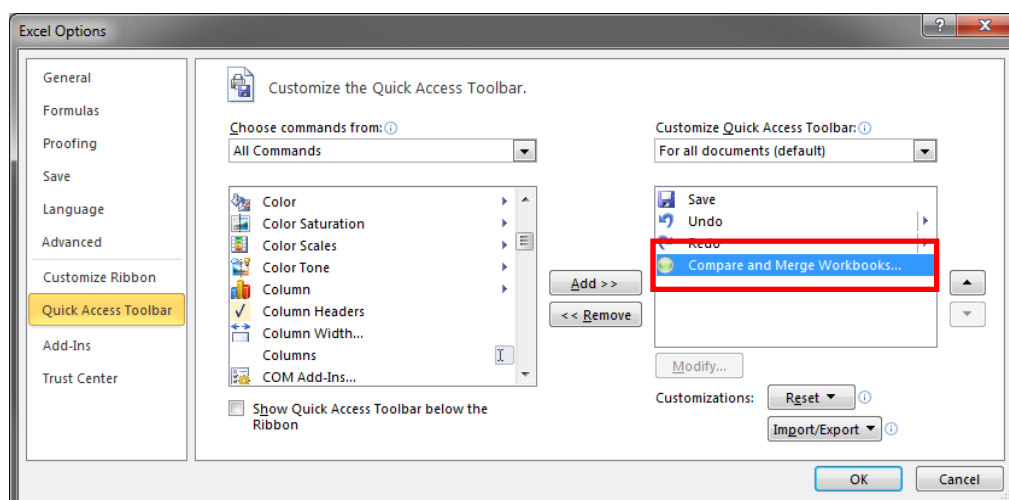 Excel Options
General
Formulas
Proofing
Save
Language
Advanced
Customize Ribbon
Quick Access Toolbar
Add-Ins
Trust Center
Customize the Quick Access Toolbar.
Choose commands from:
All Commands
Color
Color Saturation
Color Scales
Color Tone
Column
Column Headers
Column Width...
Columns
COM Add-Ins...
Show Quick Access Toolbar below the
Ribbon
Add >>
<< Remove
Customize Quick Access Toolbar:
For all documents (default)
Save
Undo
Redo
Compare and Merge Workbooks...
Modify...
Customizations:
Reset
Import/Export
OK
Cancel